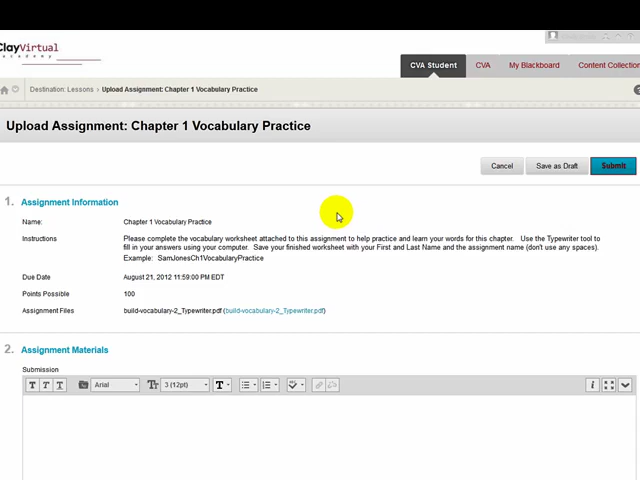 ClayVirtual
academy
CVA Student
CVA
My Blackboard
Content Collection
Destination: Lessons > Upload Assignment: Chapter 1 Vocabulary Practice
Upload Assignment: Chapter 1 Vocabulary Practice
Cancel
Save as Draft
Submit
1. Assignment Information
Name: Chapter 1 Vocabulary Practice
Instructions Please complete the vocabulary worksheet attached to this assignment to help practice and learn your words for this chapter. Use the Typewriter tool to
fill in your answers using your computer. Save your finished worksheet with your First and Last Name and the assignment name (don't use any spaces).
Example: SamJonesCh1VocabularyPractice
Due Date August 21, 2012 11:59:00 PM EDT
Points Possible 100
Assignment Files build-vocabulary-2_Typewriter.pdf (build-vocabulary-2_Typewriter.pdf)
2. Assignment Materials
Submission
T T T Arial Tt 3 (12pt) T i